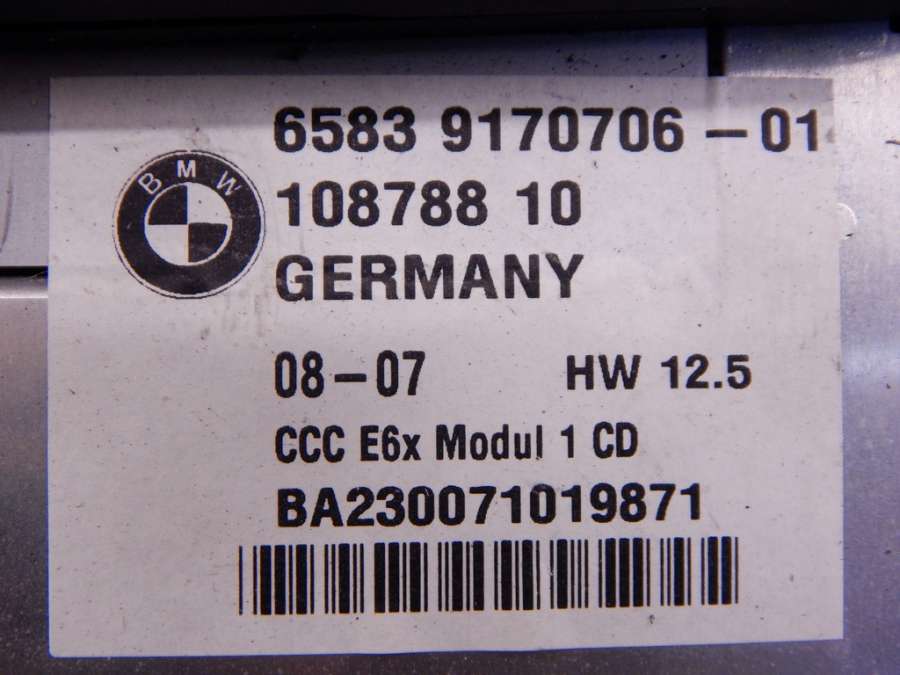 6583 9170706-01
BMW
108788 10
GERMANY
08-07 HW 12.5
CCC E6x Modul 1 CD
BA230071019871